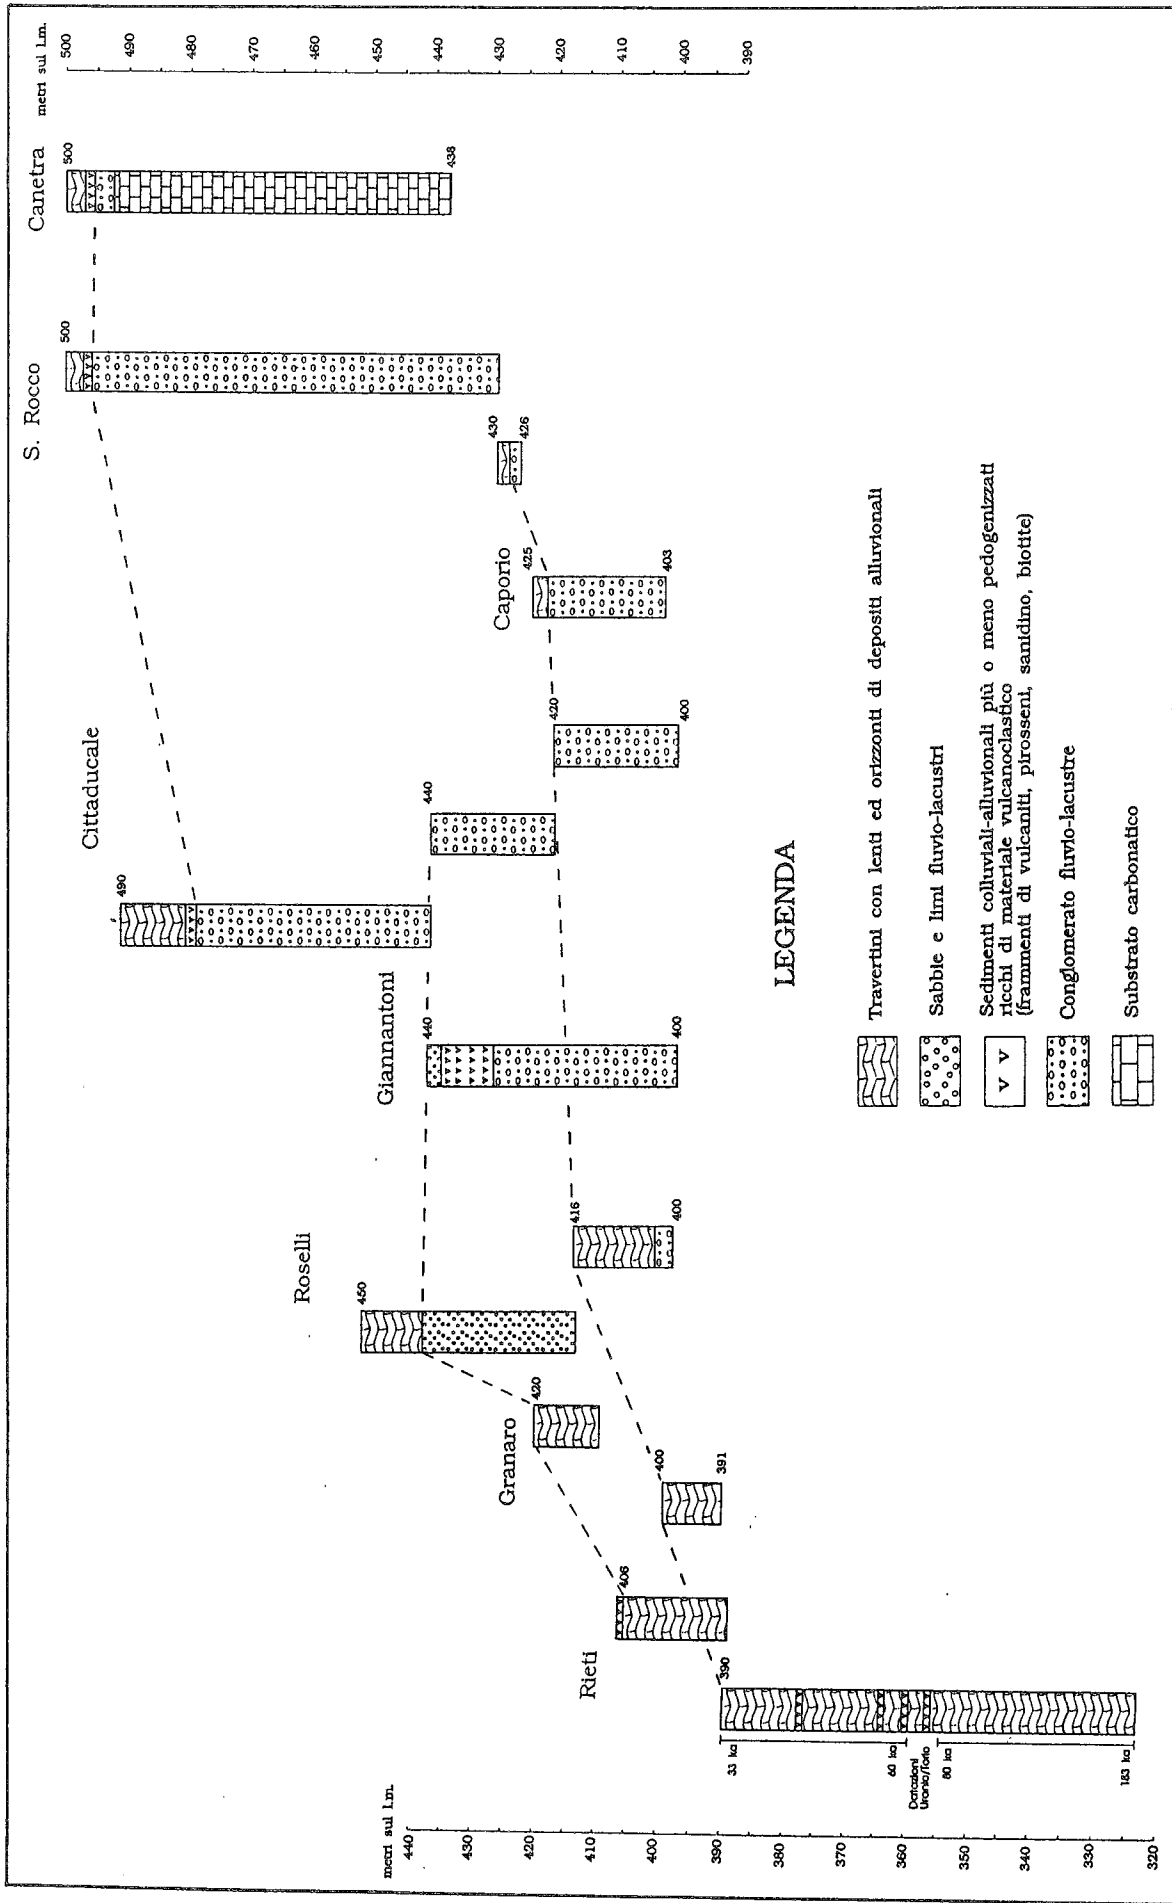 metri sul l.m.
500
490
480
470
460
450
440
430
420
410
400
390
Canetra
500
438
S. Rocco
500
430
426
Caporio
425
403
420
400
Cittaducale
490
440
Giannantoni
440
400
416
400
Roselli
450
Granaro
420
400
391
Rieti
406
390
33 ka
60 ka
Datazioni
Uranio/Torio
80 ka
183 ka
metri sul l.m.
440
430
420
410
400
390
380
370
360
350
340
330
320
LEGENDA
Travertini con lenti ed orizzonti di depositi alluvionali
Sabbie e limi fluvio-lacustri
v v
Sedimenti colluviali-alluvionali più o meno pedogenizzati
ricchi di materiale vulcanoclastico
(frammenti di vulcaniti, pirosseni, sanidino, biotite)
Conglomerato fluvio-lacustre
Substrato carbonatico